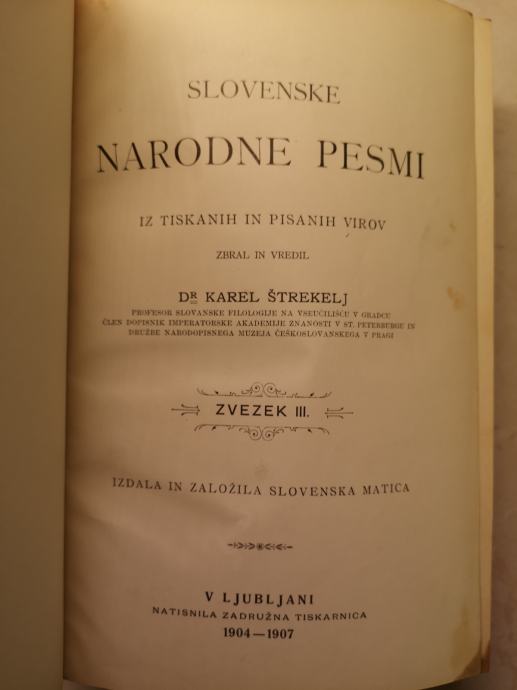 SLOVENSKE
NARODNE PESMI
IZ TISKANIH IN PISANIH VIROV
ZBRAL IN VREDIL
DR KAREL ŠTREKELJ
PROFESOR SLOVANSKE FILOLOGIJE NA VSEUČILIŠČU V GRADCU
ČLEN DOPISNIK IMPERATORSKE AKADEMIJE ZNANOSTI V ST. PETERBURGU IN
DRUŽBE NARODOPISNEGA MUZEJA ČEŠKOSLOVANSKEGA V PRAGI
ZVEZEK III.
IZDALA IN ZALOŽILA SLOVENSKA MATICA
V LJUBLJANI
NATISNILA ZADRUŽNA TISKARNICA
1904—1907